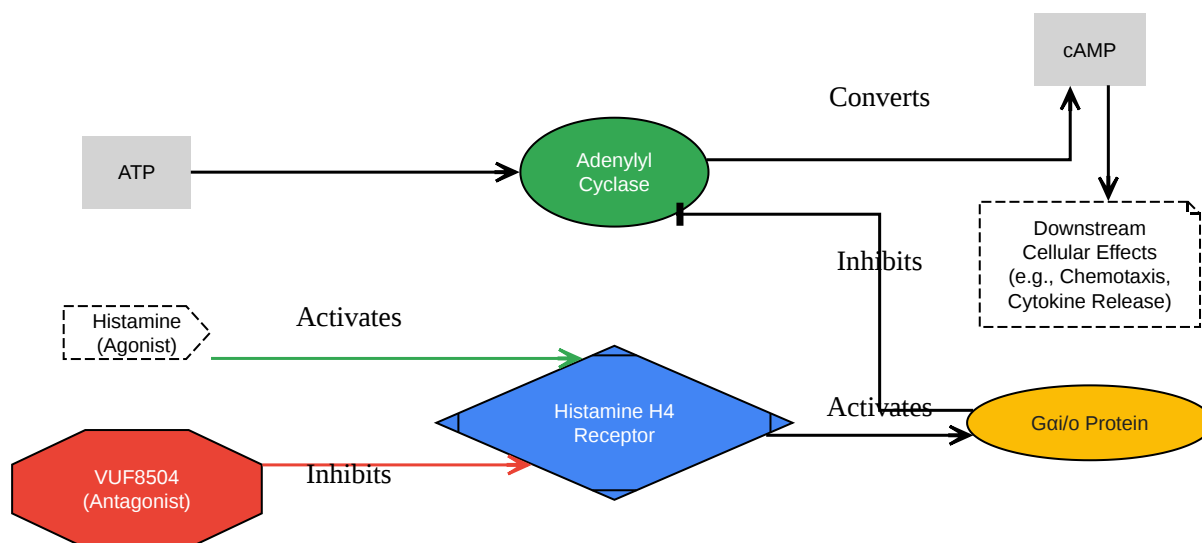 cAMP
Converts
ATP
Adenylyl
Cyclase
Downstream
Cellular Effects
(e.g., Chemotaxis,
Cytokine Release)
Inhibits
Histamine
(Agonist)
Activates
Histamine H4
Receptor
Activates
Gαi/o Protein
VUF8504
(Antagonist)
Inhibits